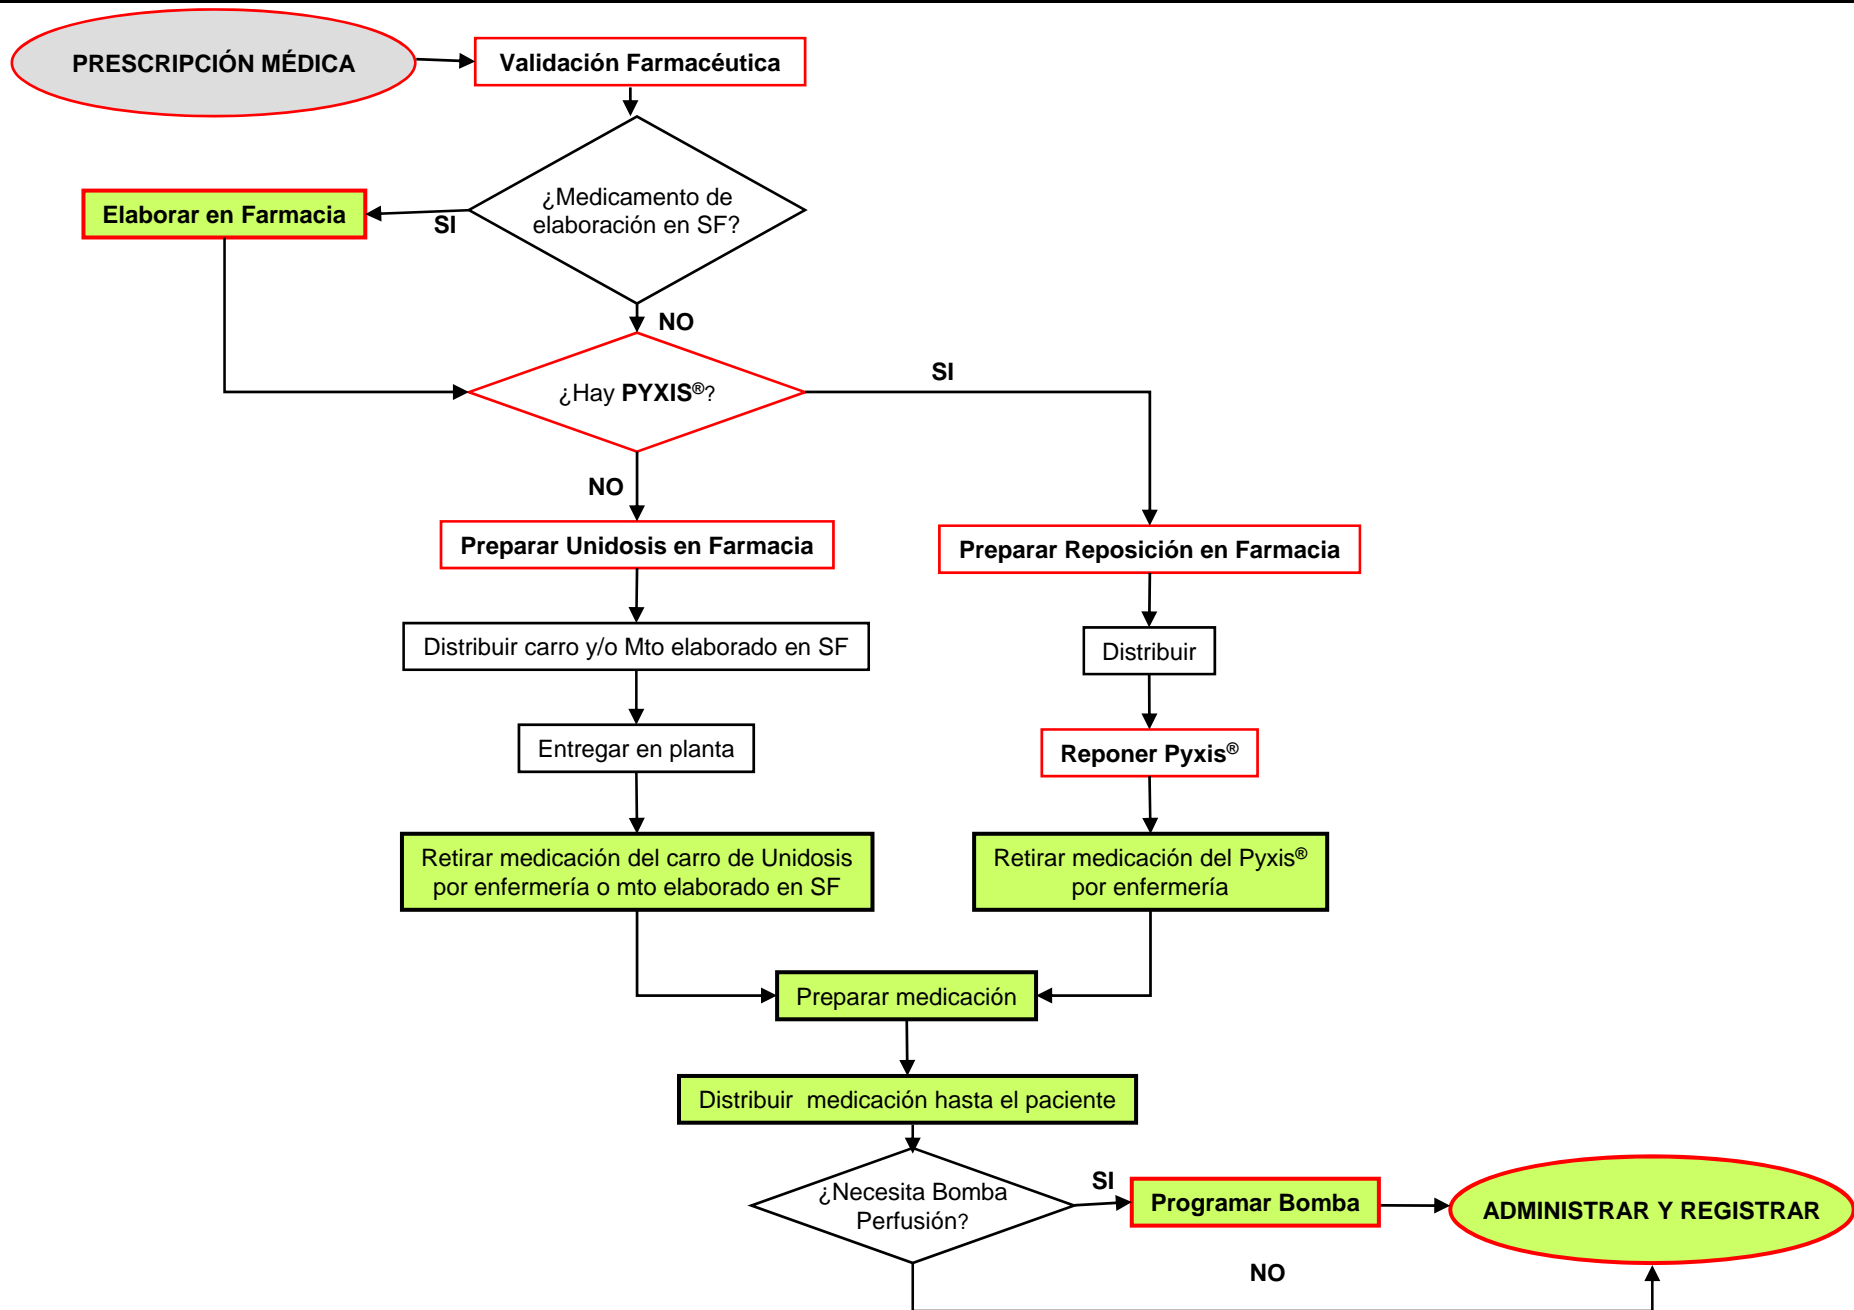 PRESCRIPCIÓN MÉDICA
Validación Farmacéutica
¿Medicamento de
elaboración en SF?
SI
Elaborar en Farmacia
NO
¿Hay PYXIS®?
SI
NO
Preparar Unidosis en Farmacia
Preparar Reposición en Farmacia
Distribuir carro y/o Mto elaborado en SF
Distribuir
Entregar en planta
Reponer Pyxis®
Retirar medicación del carro de Unidosis
por enfermería o mto elaborado en SF
Retirar medicación del Pyxis®
por enfermería
Preparar medicación
Distribuir medicación hasta el paciente
¿Necesita Bomba
Perfusión?
SI
Programar Bomba
ADMINISTRAR Y REGISTRAR
NO